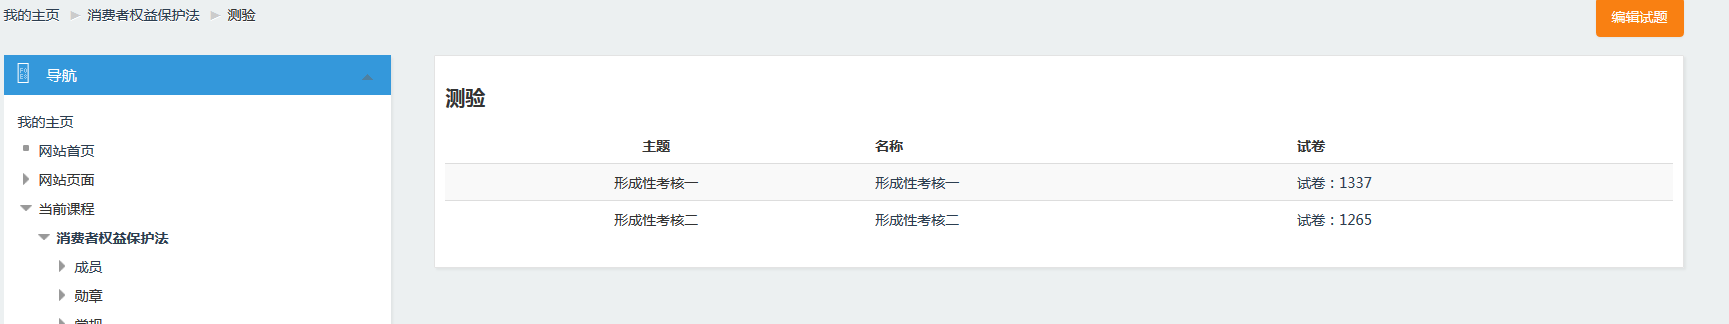 我的主页 ► 消费者权益保护法 ► 测验
编辑试题
导航
我的主页
网站首页
网站页面
当前课程
消费者权益保护法
成员
勋章
测验
主题 名称 试卷
形成性考核一 形成性考核一 试卷：1337
形成性考核二 形成性考核二 试卷：1265